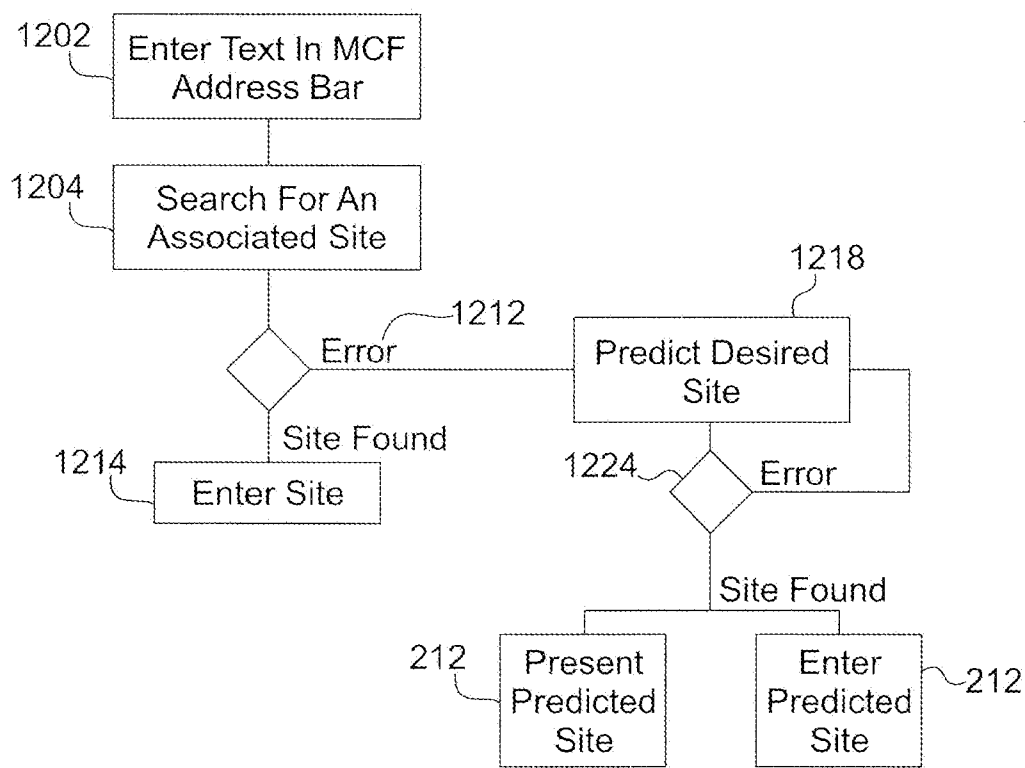 1202
Enter Text In MCF
Address Bar
1204
Search For An
Associated Site
1212
Error
Site Found
1214
Enter Site
1218
Predict Desired
Site
1224
Error
Site Found
212
Present
Predicted
Site
Enter
Predicted
Site
212